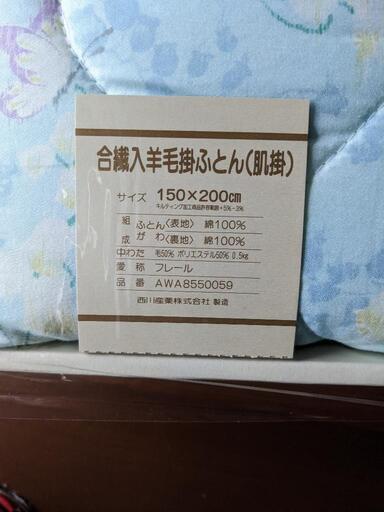 合繊入羊毛掛ふとん(肌掛)
サイズ 150×200cm
キルティング加工商品許容範囲+5%-3%
組成 ふとん〈表地〉 綿100%
がわ〈裏地〉 綿100%
中わた 毛50% ポリエステル50% 0.5kg
愛称 フレール
品番 AWA8550059
西川産業株式会社 製造